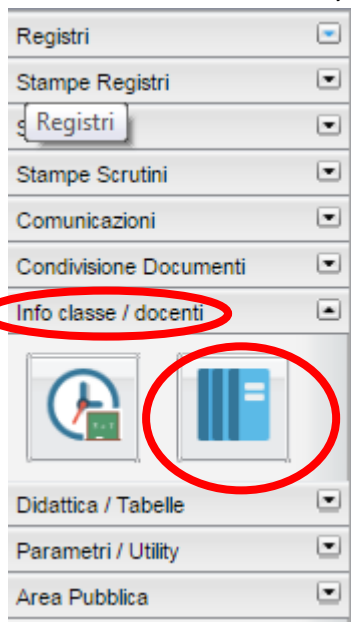 Registri
Stampe Registri
S
Registri
Stampe Scrutini
Comunicazioni
Condivisione Documenti
Info classe / docenti
Didattica / Tabelle
Parametri / Utility
Area Pubblica